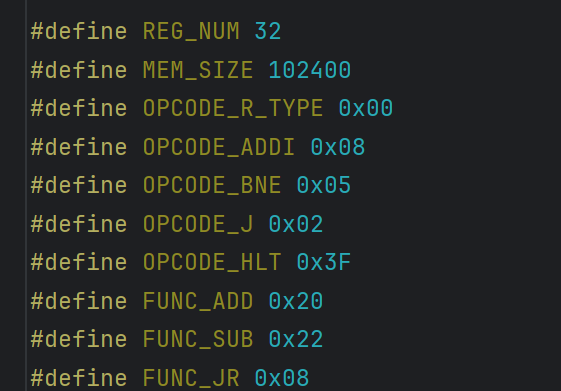 #define REG_NUM 32
#define MEM_SIZE 102400
#define OPCODE_R_TYPE 0x00
#define OPCODE_ADDI 0x08
#define OPCODE_BNE 0x05
#define OPCODE_J 0x02
#define OPCODE_HLT 0x3F
#define FUNC_ADD 0x20
#define FUNC_SUB 0x22
#define FUNC_JR 0x08